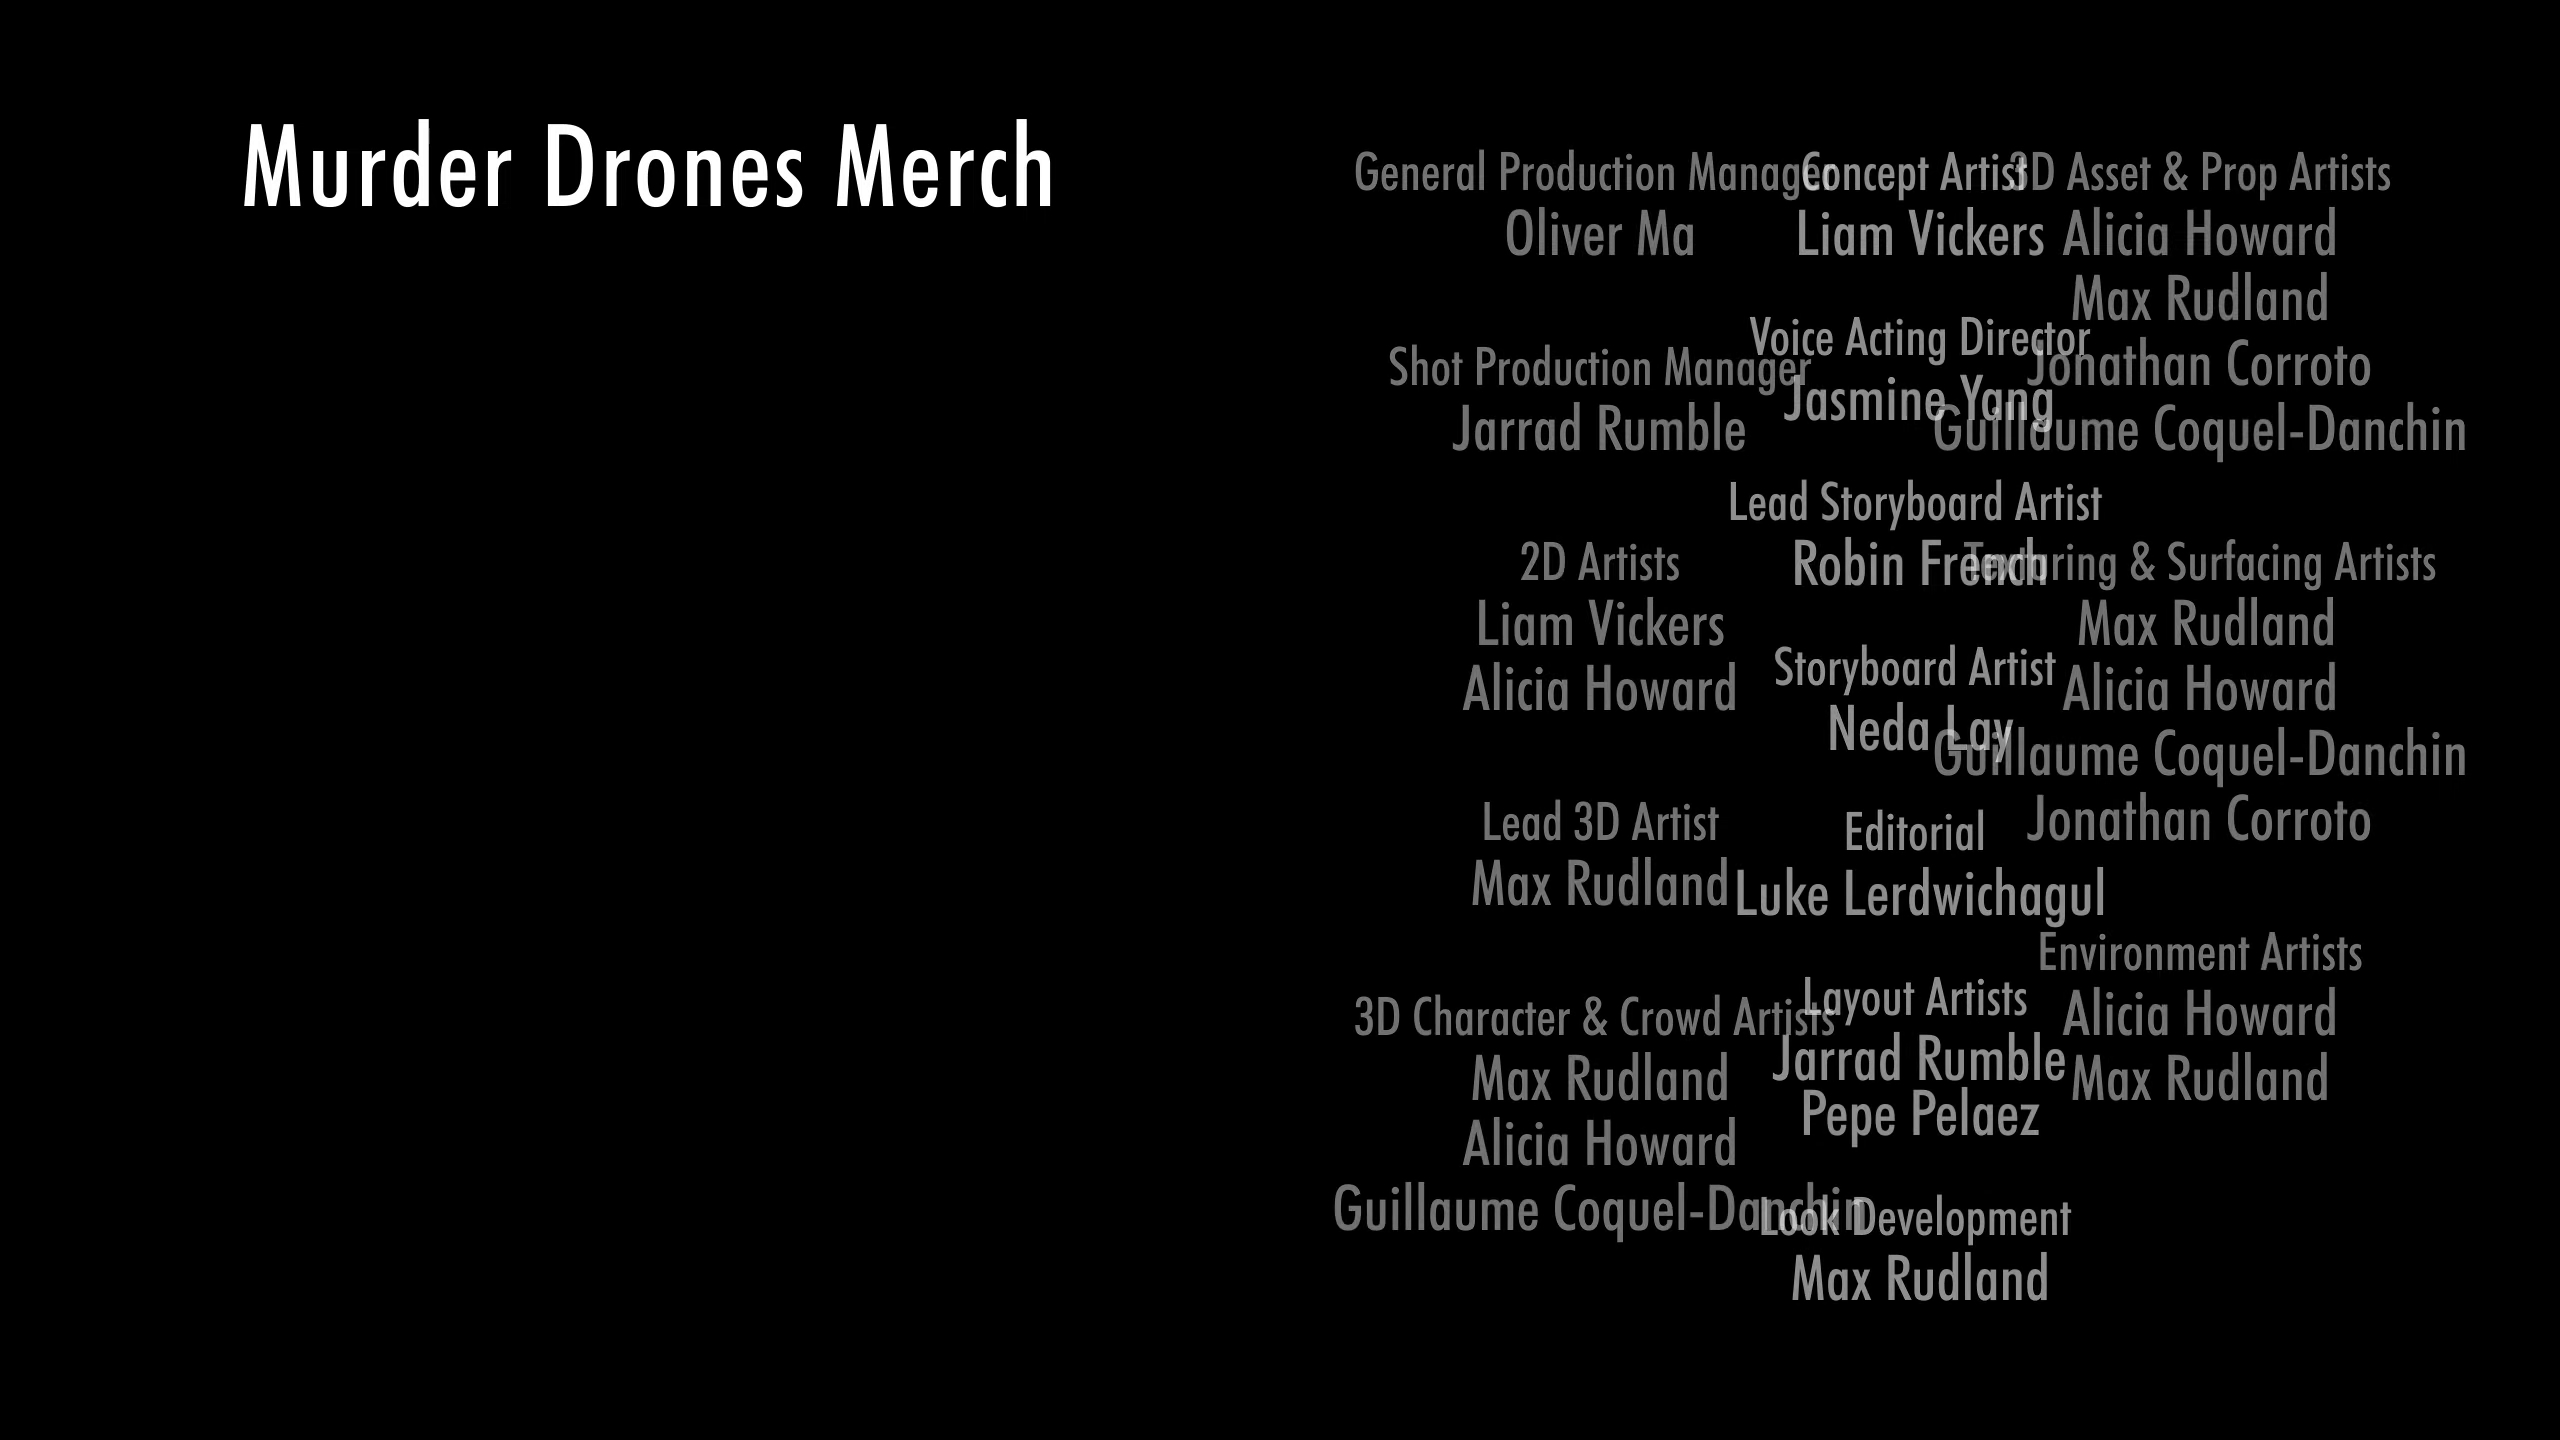 Murder Drones Merch
General Production Manager
Oliver Ma
Shot Production Manager
Jarrad Rumble
2D Artists
Liam Vickers
Alicia Howard
Lead 3D Artist
Max Rudland
3D Character & Crowd Artists
Max Rudland
Alicia Howard
Guillaume Coquel-Danchin
Concept Artist
Liam Vickers
Voice Acting Director
Jasmine Yang
Lead Storyboard Artist
Robin French
Storyboard Artist
Neda Lay
Editorial
Luke Lerdwichagul
Layout Artists
Jarrad Rumble
Pepe Pelaez
Look Development
Max Rudland
3D Asset & Prop Artists
Alicia Howard
Max Rudland
Jonathan Corroto
Guillaume Coquel-Danchin
Texturing & Surfacing Artists
Max Rudland
Alicia Howard
Guillaume Coquel-Danchin
Jonathan Corroto
Environment Artists
Alicia Howard
Max Rudland